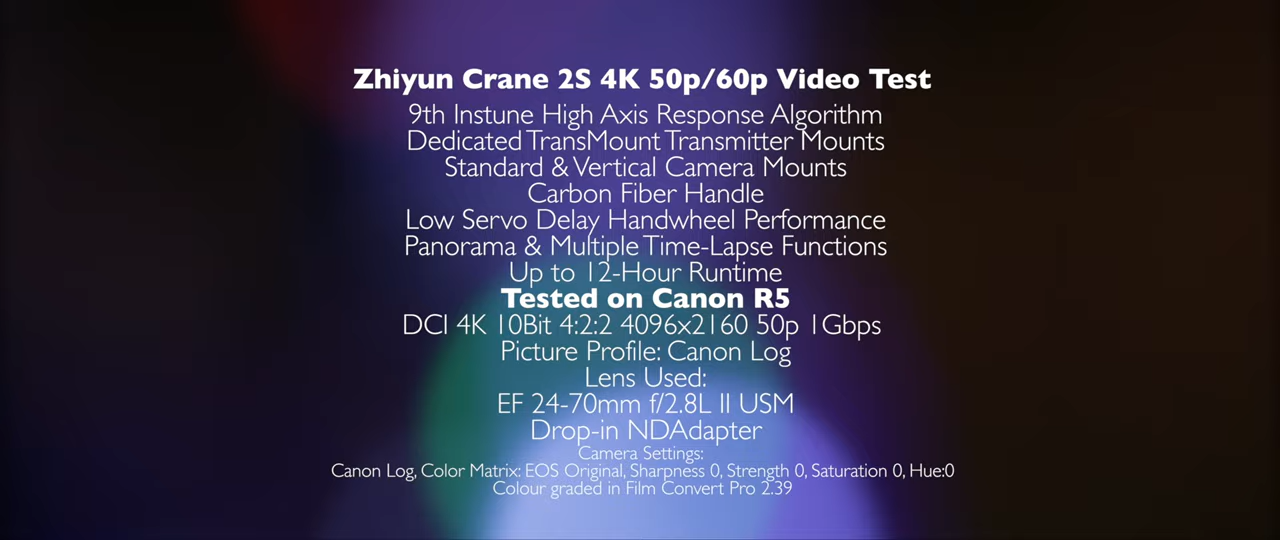 Zhiyun Crane 2S 4K 50p/60p Video Test
9th Instune High Axis Response Algorithm
Dedicated TransMount Transmitter Mounts
Standard & Vertical Camera Mounts
Carbon Fiber Handle
Low Servo Delay Handwheel Performance
Panorama & Multiple Time-Lapse Functions
Up to 12-Hour Runtime
Tested on Canon R5
DCI 4K 10Bit 4:2:2 4096x2160 50p 1Gbps
Picture Profile: Canon Log
Lens Used:
EF 24-70mm f/2.8L II USM
Drop-in NDAdapter
Camera Settings:
Canon Log, Color Matrix: EOS Original, Sharpness 0, Strength 0, Saturation 0, Hue:0
Colour graded in Film Convert Pro 2.39